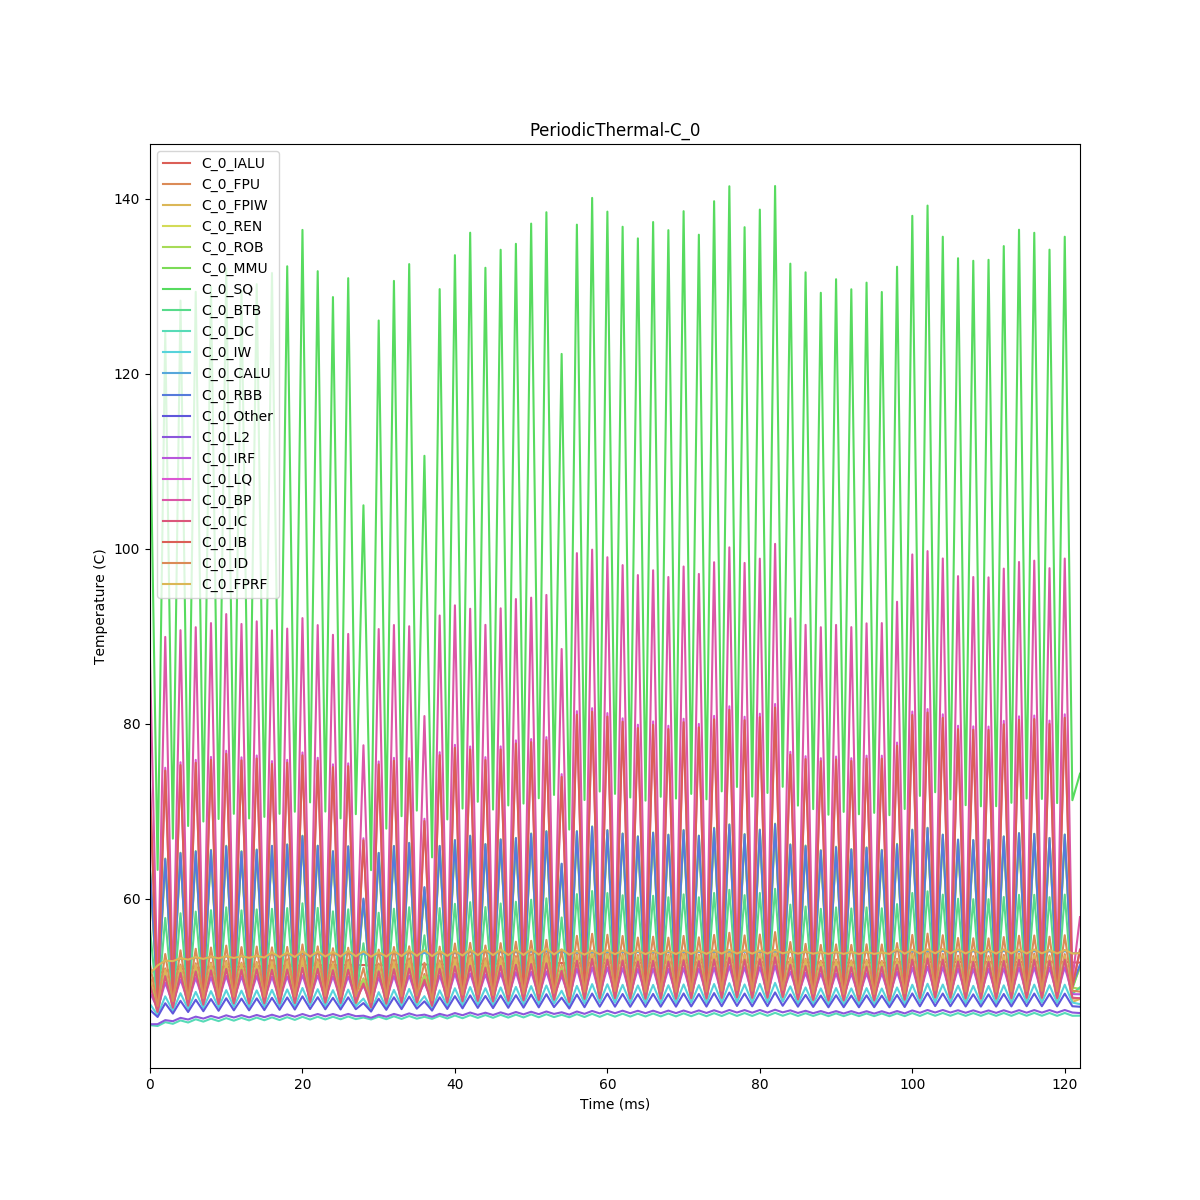 PeriodicThermal-C_0
C_0_IALU
C_0_FPU
C_0_FPIW
C_0_REN
C_0_ROB
C_0_MMU
C_0_SQ
C_0_BTB
C_0_DC
C_0_IW
C_0_CALU
C_0_RBB
C_0_Other
C_0_L2
C_0_IRF
C_0_LQ
C_0_BP
C_0_IC
C_0_IB
C_0_ID
C_0_FPRF
140
120
100
80
60
Temperature (C)
0 20 40 60 80 100 120
Time (ms)